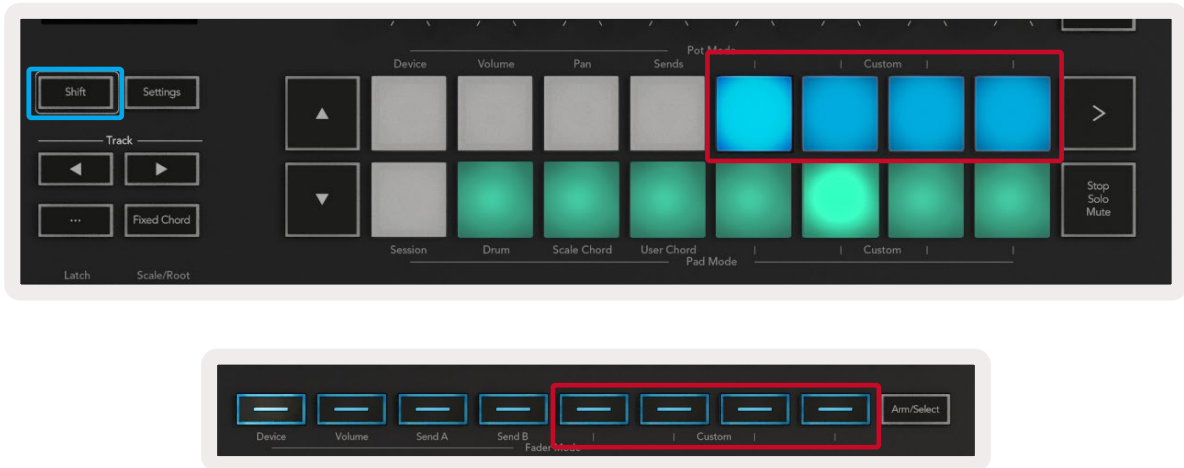 Pot Mode
Device Volume Pan Sends | | Custom | |
Shift Settings
Track
▲ >
◀ ▶
▼ Stop
Solo
Mute
... Fixed Chord
Session Drum Scale Chord User Chord | | Custom | |
Pad Mode
Latch Scale/Root
Arm/Select
Device Volume Send A Send B | | Custom | |
Fader Mode